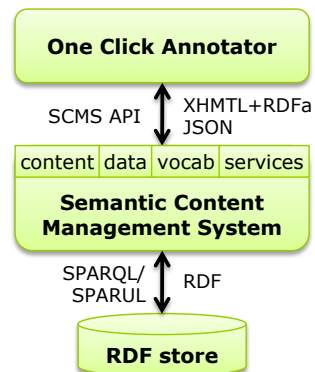 One Click Annotator
SCMS API
XHMTL+RDFa
JSON
content data vocab services
Semantic Content
Management System
SPARQL/
SPARUL
RDF
RDF store